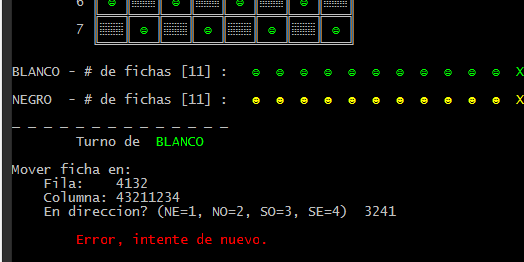 6
7
BLANCO - # de fichas [11] : ☺ ☺ ☺ ☺ ☺ ☺ ☺ ☺ ☺ ☺ ☺ X
NEGRO - # de fichas [11] : ☻ ☻ ☻ ☻ ☻ ☻ ☻ ☻ ☻ ☻ ☻ X
_ _ _ _ _ _ _ _ _ _ _ _ _ _
Turno de BLANCO
Mover ficha en:
Fila: 4132
Columna: 43211234
En direccion? (NE=1, NO=2, SO=3, SE=4) 3241
Error, intente de nuevo.